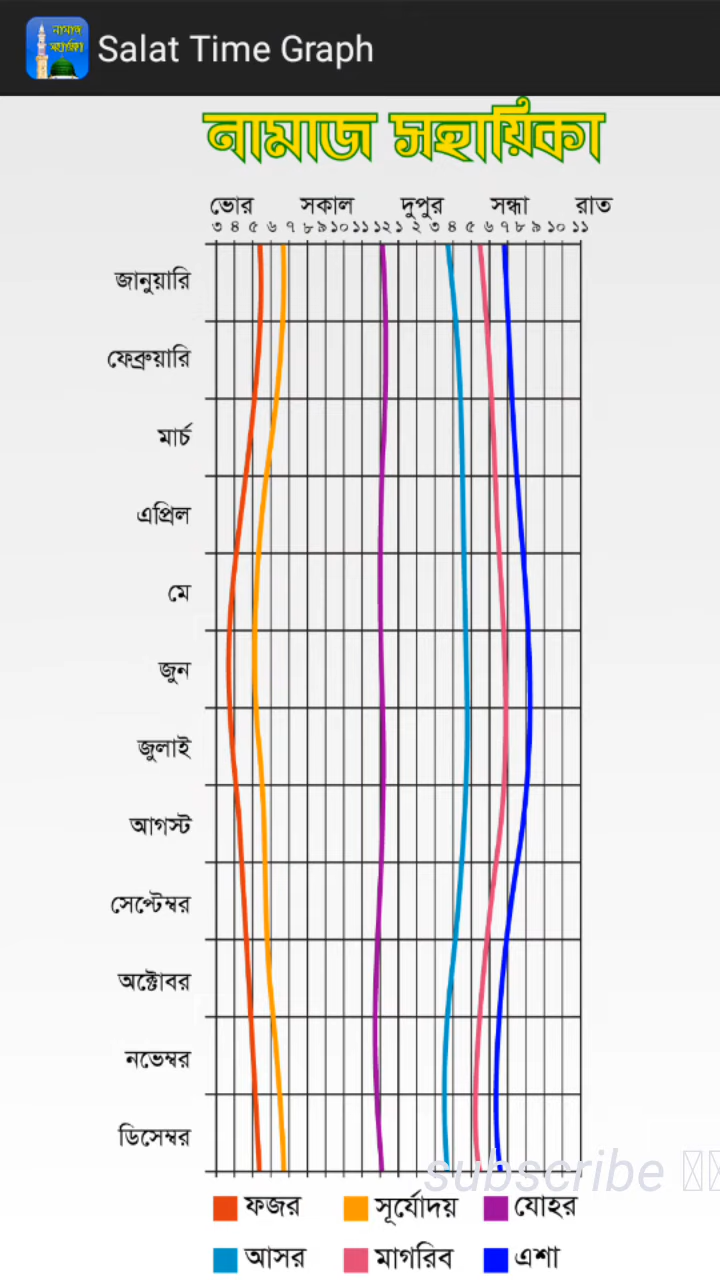 নামাজ
সহায়িকা
Salat Time Graph
নামাজ সহায়িকা
ভোর সকাল দুপুর সন্ধা রাত
৩ ৪ ৫ ৬ ৭ ৮ ৯ ১০ ১১ ১২ ১ ২ ৩ ৪ ৫ ৬ ৭ ৮ ৯ ১০ ১১
জানুয়ারি
ফেব্রুয়ারি
মার্চ
এপ্রিল
মে
জুন
জুলাই
আগস্ট
সেপ্টেম্বর
অক্টোবর
নভেম্বর
ডিসেম্বর
subscribe
ফজর সূর্যোদয় যোহর
আসর মাগরিব এশা